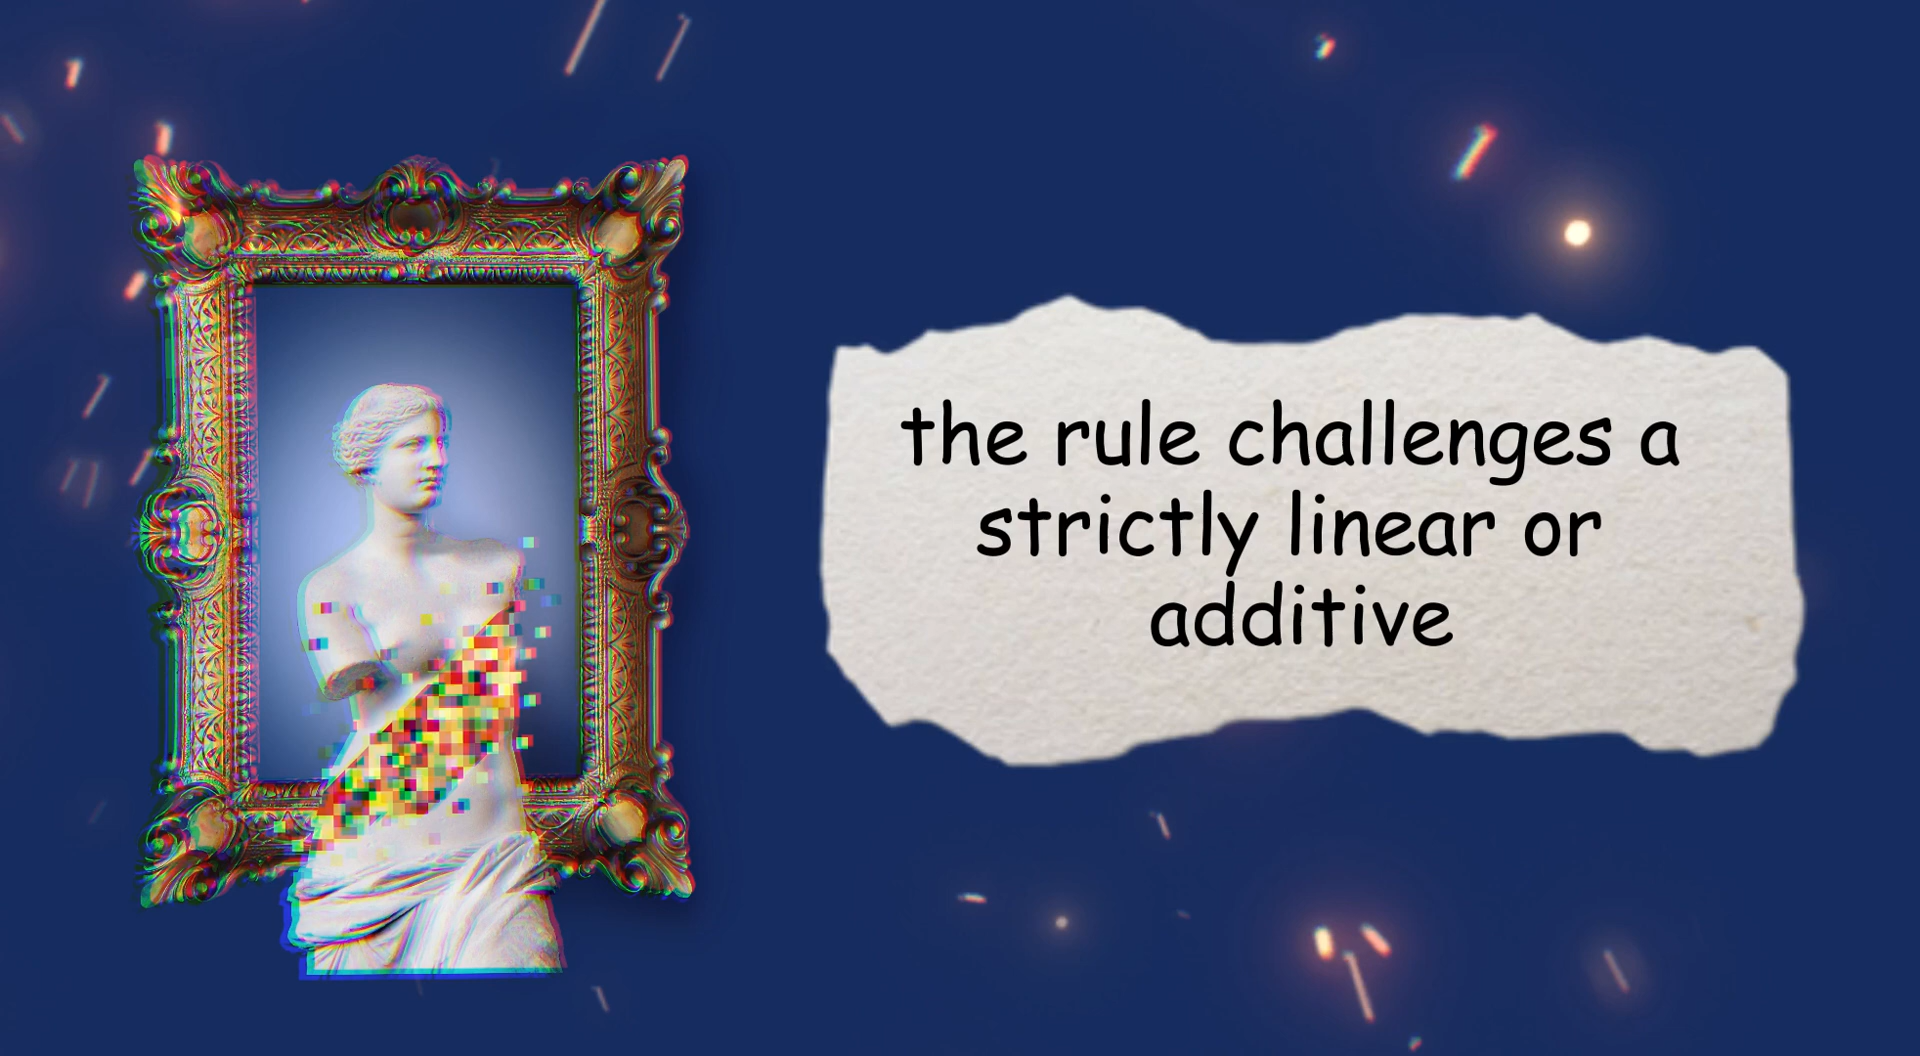 the rule challenges a
strictly linear or
additive